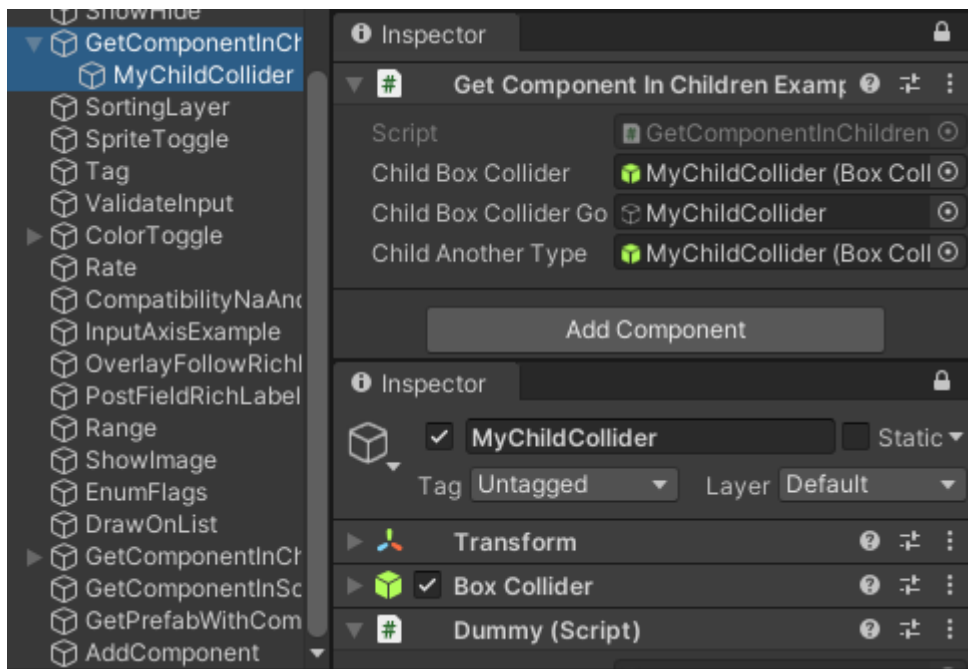 ShowHide
GetComponentInCh
MyChildCollider
SortingLayer
SpriteToggle
Tag
ValidateInput
ColorToggle
Rate
CompatibilityNaAnd
InputAxisExample
OverlayFollowRichl
PostFieldRichLabel
Range
ShowImage
EnumFlags
DrawOnList
GetComponentInCh
GetComponentInSc
GetPrefabWithCom
AddComponent
Inspector
# Get Component In Children Examp
Script # GetComponentInChildren
Child Box Collider MyChildCollider (Box Coll
Child Box Collider Go MyChildCollider
Child Another Type MyChildCollider (Box Coll
Add Component
Inspector
MyChildCollider Static
Tag Untagged Layer Default
Transform
Box Collider
# Dummy (Script)